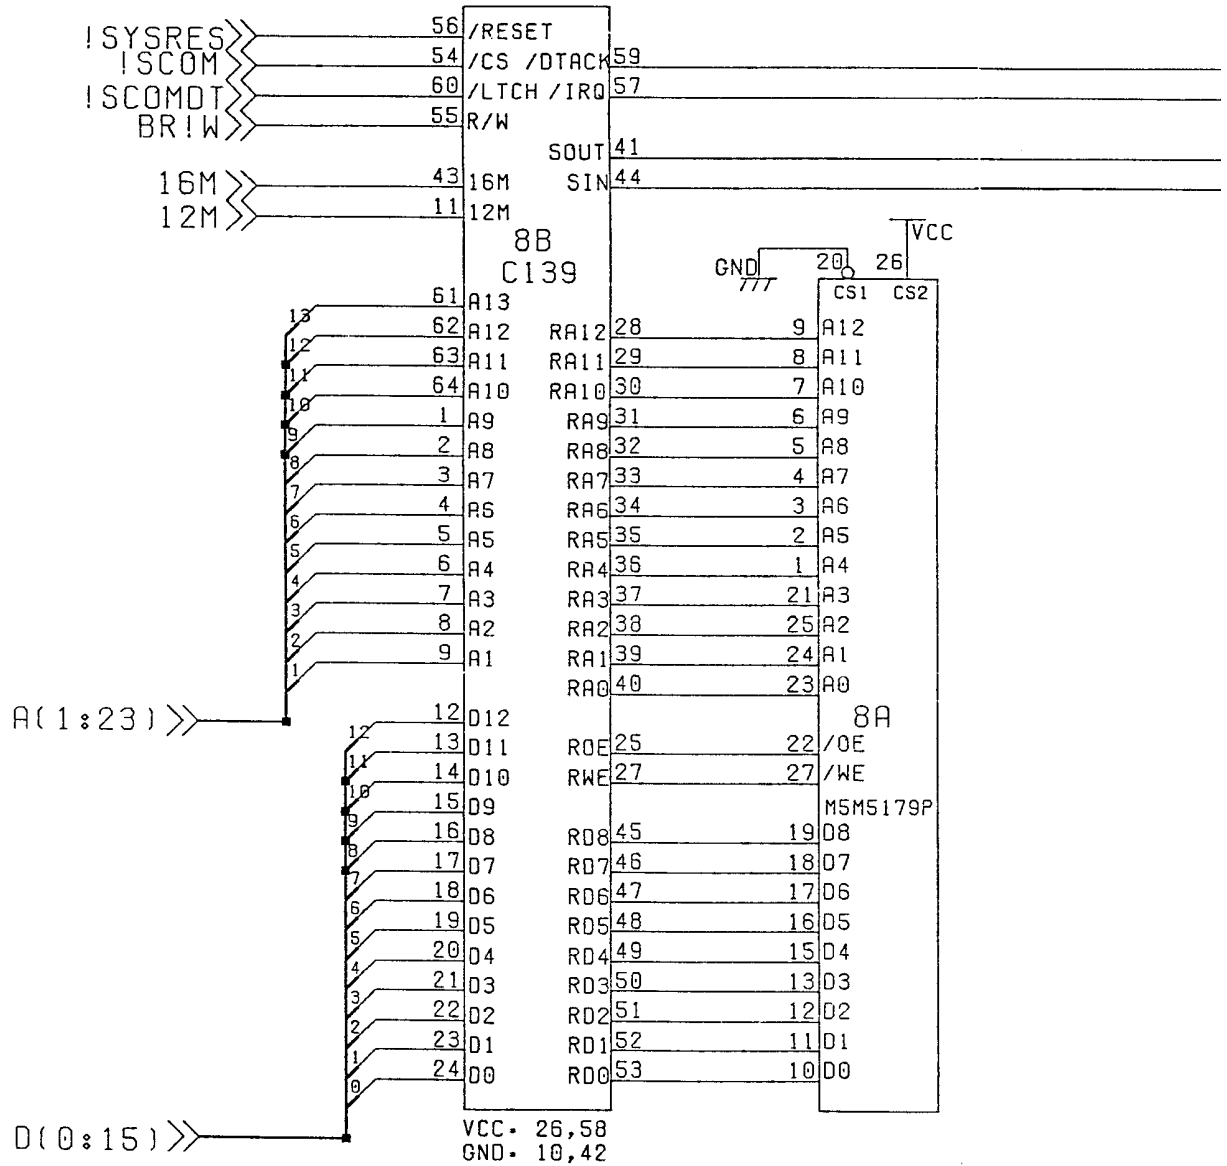 !SYSRES 56 /RESET
!SCOM 54 /CS /DTACK 59
!SCOMDT 60 /LTCH /IRQ 57
BR!W 55 R/W
SOUT 41
16M 43 16M SIN 44
12M 11 12M
8B VCC
C139 GND 20 26
CS1 CS2
13 61 A13
12 62 A12 RA12 28 9 A12
11 63 A11 RA11 29 8 A11
10 64 A10 RA10 30 7 A10
9 1 A9 RA9 31 6 A9
8 2 A8 RA8 32 5 A8
7 3 A7 RA7 33 4 A7
6 4 A6 RA6 34 3 A6
5 5 A5 RA5 35 2 A5
4 6 A4 RA4 36 1 A4
3 7 A3 RA3 37 21 A3
2 8 A2 RA2 38 25 A2
1 9 A1 RA1 39 24 A1
RA0 40 23 A0
A(1:23) 8A
12 12 D12
11 13 D11 ROE 25 22 /OE
10 14 D10 RWE 27 27 /WE
9 15 D9 M5M5179P
8 16 D8 RD8 45 19 D8
7 17 D7 RD7 46 18 D7
6 18 D6 RD6 47 17 D6
5 19 D5 RD5 48 16 D5
4 20 D4 RD4 49 15 D4
3 21 D3 RD3 50 13 D3
2 22 D2 RD2 51 12 D2
1 23 D1 RD1 52 11 D1
0 24 D0 RD0 53 10 D0
D(0:15)
VCC. 26,58
GND. 10,42